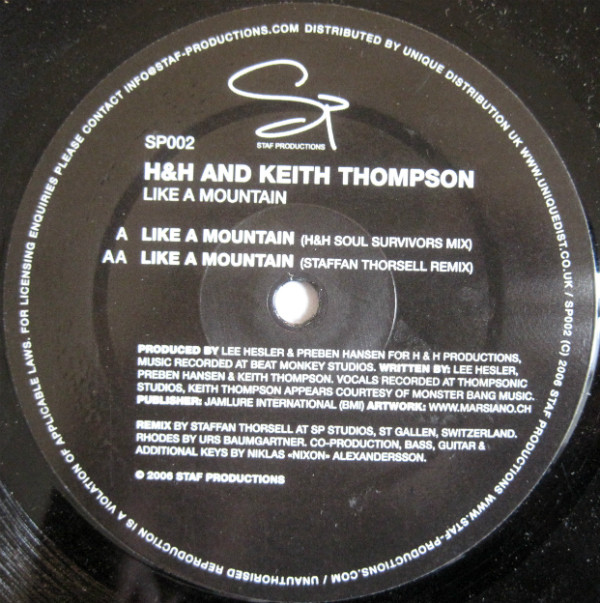 SP
STAF PRODUCTIONS
SP002
H&H AND KEITH THOMPSON
LIKE A MOUNTAIN
A LIKE A MOUNTAIN (H&H SOUL SURVIVORS MIX)
AA LIKE A MOUNTAIN (STAFFAN THORSELL REMIX)
PRODUCED BY LEE HESLER & PREBEN HANSEN FOR H & H PRODUCTIONS,
MUSIC RECORDED AT BEAT MONKEY STUDIOS. WRITTEN BY: LEE HESLER,
PREBEN HANSEN & KEITH THOMPSON. VOCALS RECORDED AT THOMPSONIC
STUDIOS, KEITH THOMPSON APPEARS COURTESY OF MONSTER BANG MUSIC.
PUBLISHER: JAMLURE INTERNATIONAL (BMI) ARTWORK: WWW.MARSIANO.CH
REMIX BY STAFFAN THORSELL AT SP STUDIOS, ST GALLEN, SWITZERLAND.
RHODES BY URS BAUMGARTNER. CO-PRODUCTION, BASS, GUITAR &
ADDITIONAL KEYS BY NIKLAS «NIXON» ALEXANDERSSON.
© 2006 STAF PRODUCTIONS
DISTRIBUTED BY UNIQUE DISTRIBUTION UK WWW.UNIQUEDIST.CO.UK / SP002 (C) 2006 STAF PRODUCTIONS WWW.STAF-PRODUCTIONS.COM / UNAUTHORISED REPRODUCTION IS A VIOLATION OF APPLICABLE LAWS. FOR LICENSING ENQUIRIES PLEASE CONTACT INFO@STAF-PRODUCTIONS.COM